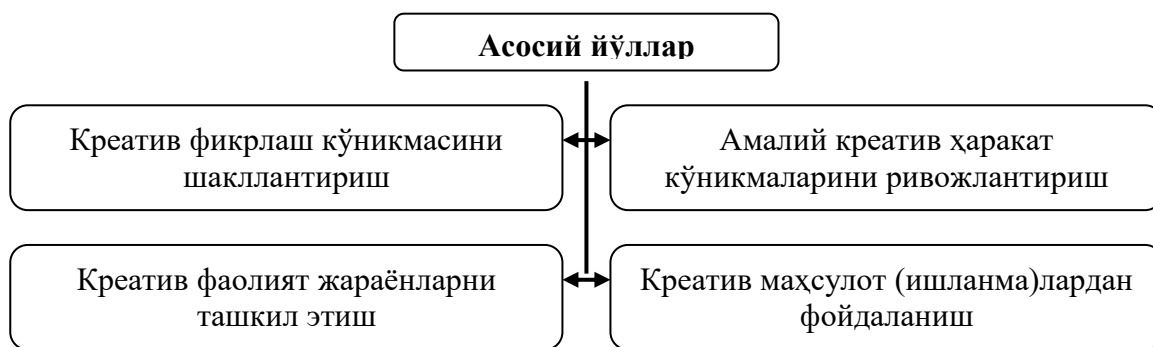 Асосий йўллар
Креатив фикрлаш кўникмасини
шакллантириш
Амалий креатив ҳаракат
кўникмаларини ривожлантириш
Креатив фаолият жараёнларни
ташкил этиш
Креатив маҳсулот (ишланма)лардан
фойдаланиш